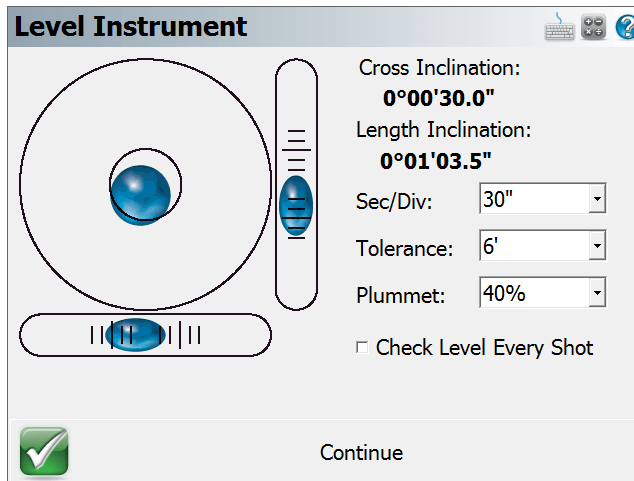 Level Instrument
Cross Inclination:
0°00'30.0"
Length Inclination:
0°01'03.5"
Sec/Div: 30"
Tolerance: 6'
Plummet: 40%
Check Level Every Shot
Continue